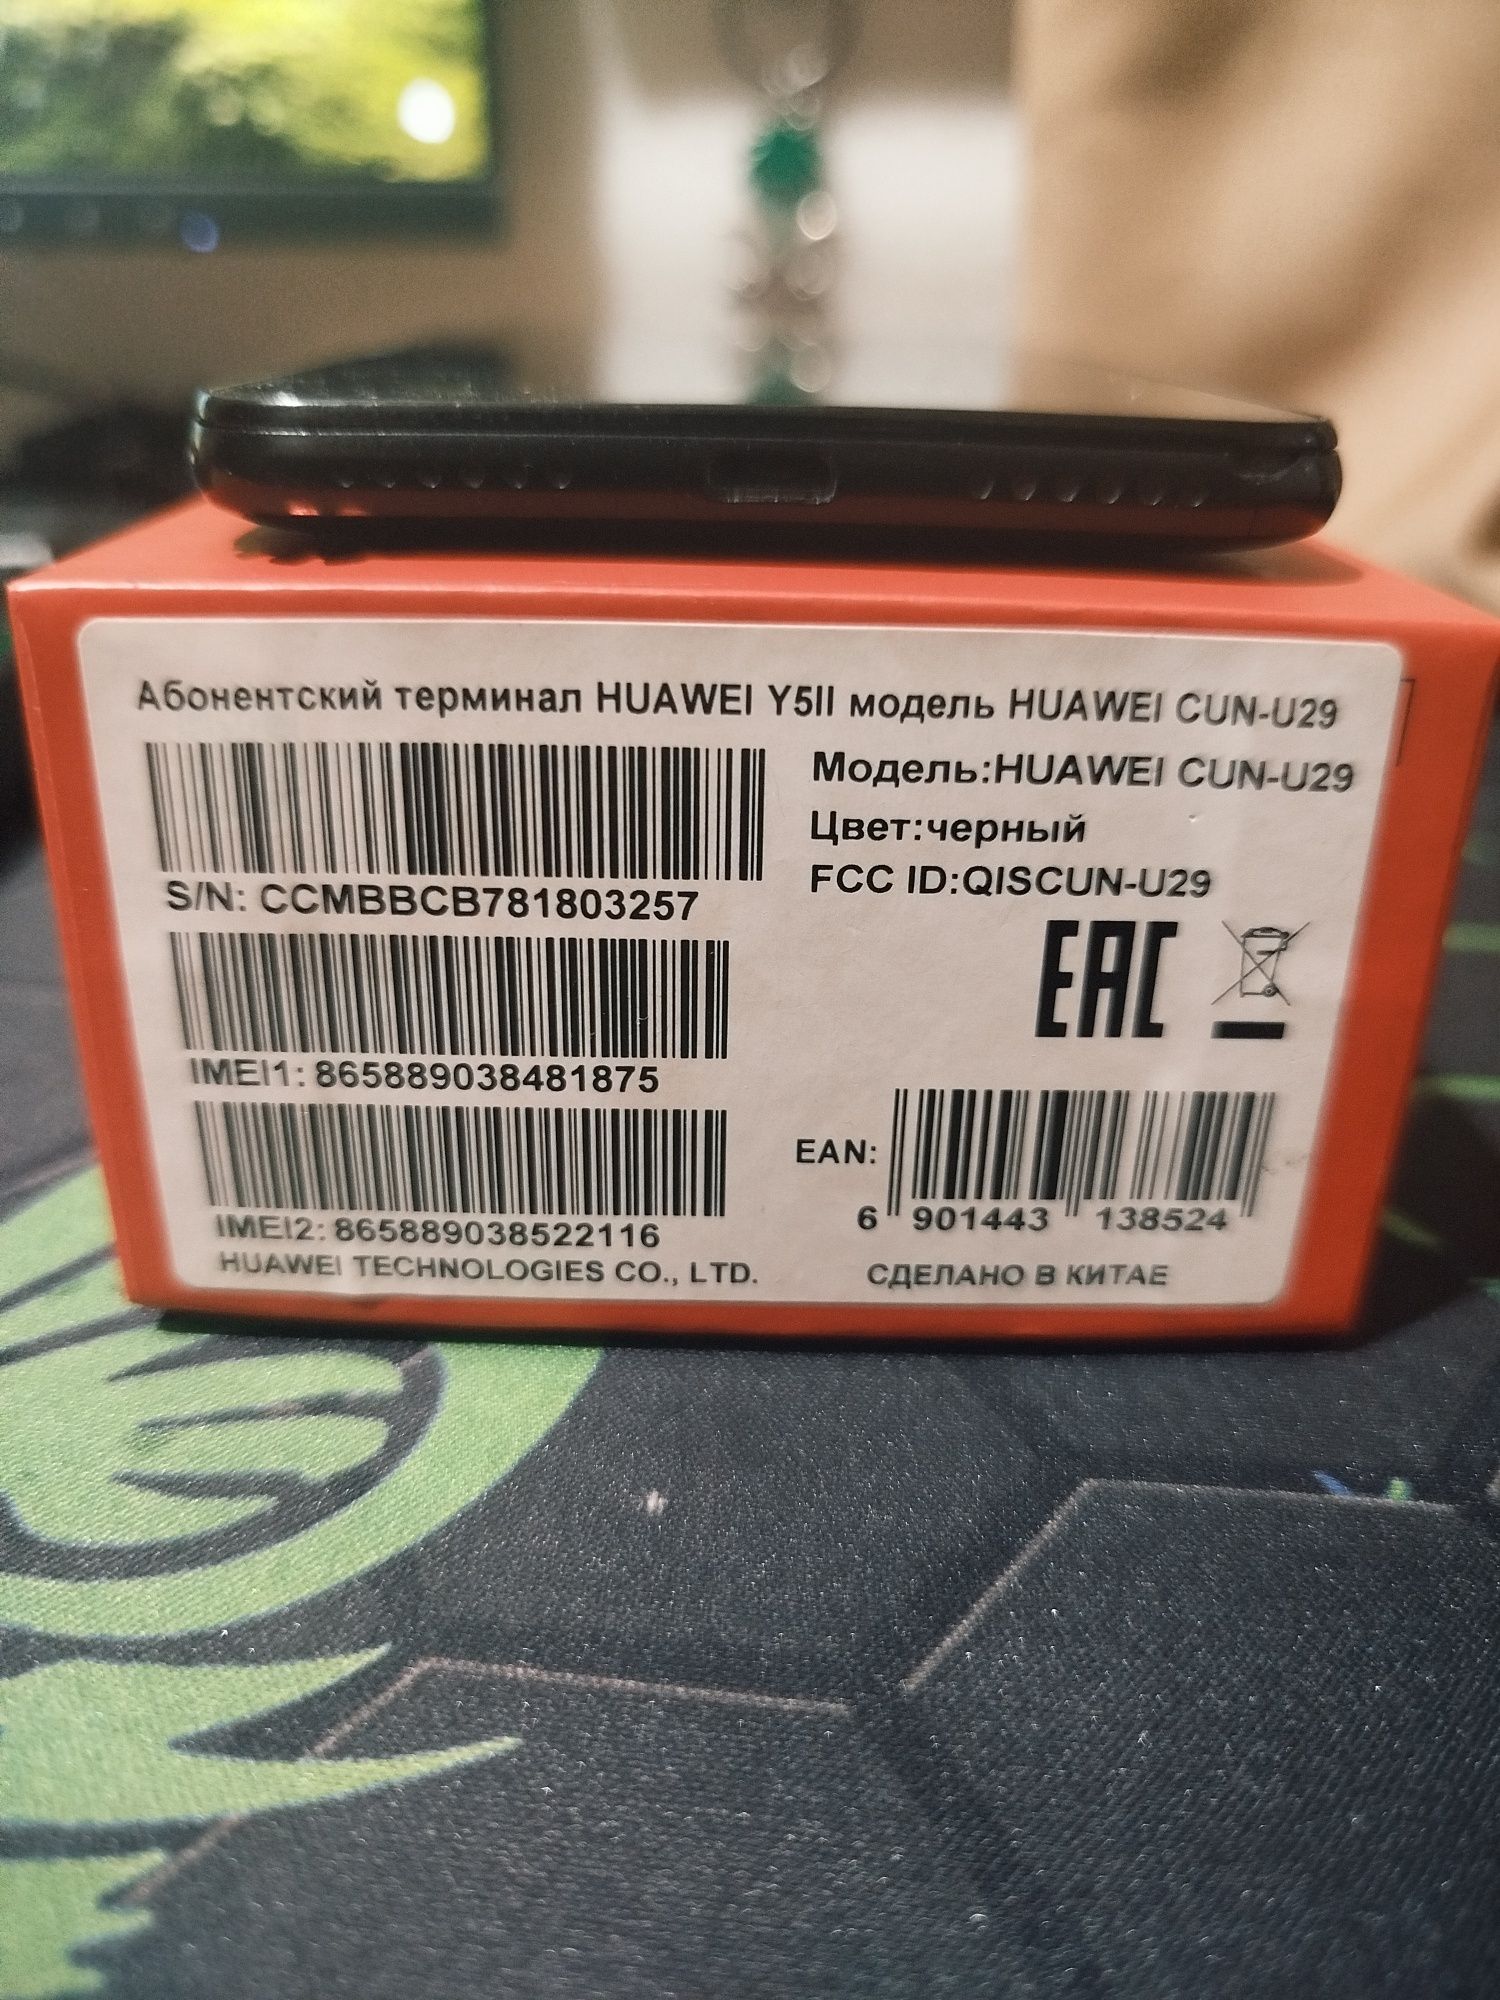 Абонентский терминал HUAWEI Y5II модель HUAWEI CUN-U29
Модель:HUAWEI CUN-U29
Цвет:черный
FCC ID:QISCUN-U29
S/N: CCMBBCB781803257
EAC
IMEI1: 865889038481875
EAN:
6 901443 138524
IMEI2: 865889038522116
HUAWEI TECHNOLOGIES CO., LTD.
СДЕЛАНО В КИТАЕ